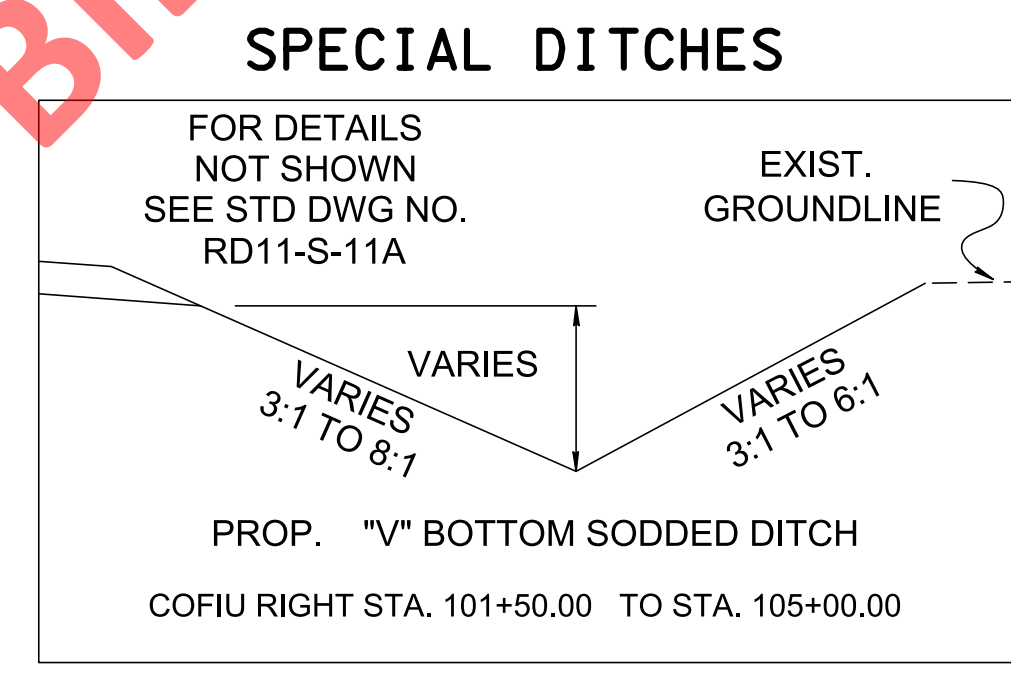 SPECIAL DITCHES
FOR DETAILS
NOT SHOWN
SEE STD DWG NO.
RD11-S-11A
EXIST.
GROUNDLINE
VARIES
VARIES
3:1 TO 8:1
VARIES
3:1 TO 6:1
PROP. "V" BOTTOM SODDED DITCH
COFIU RIGHT STA. 101+50.00 TO STA. 105+00.00